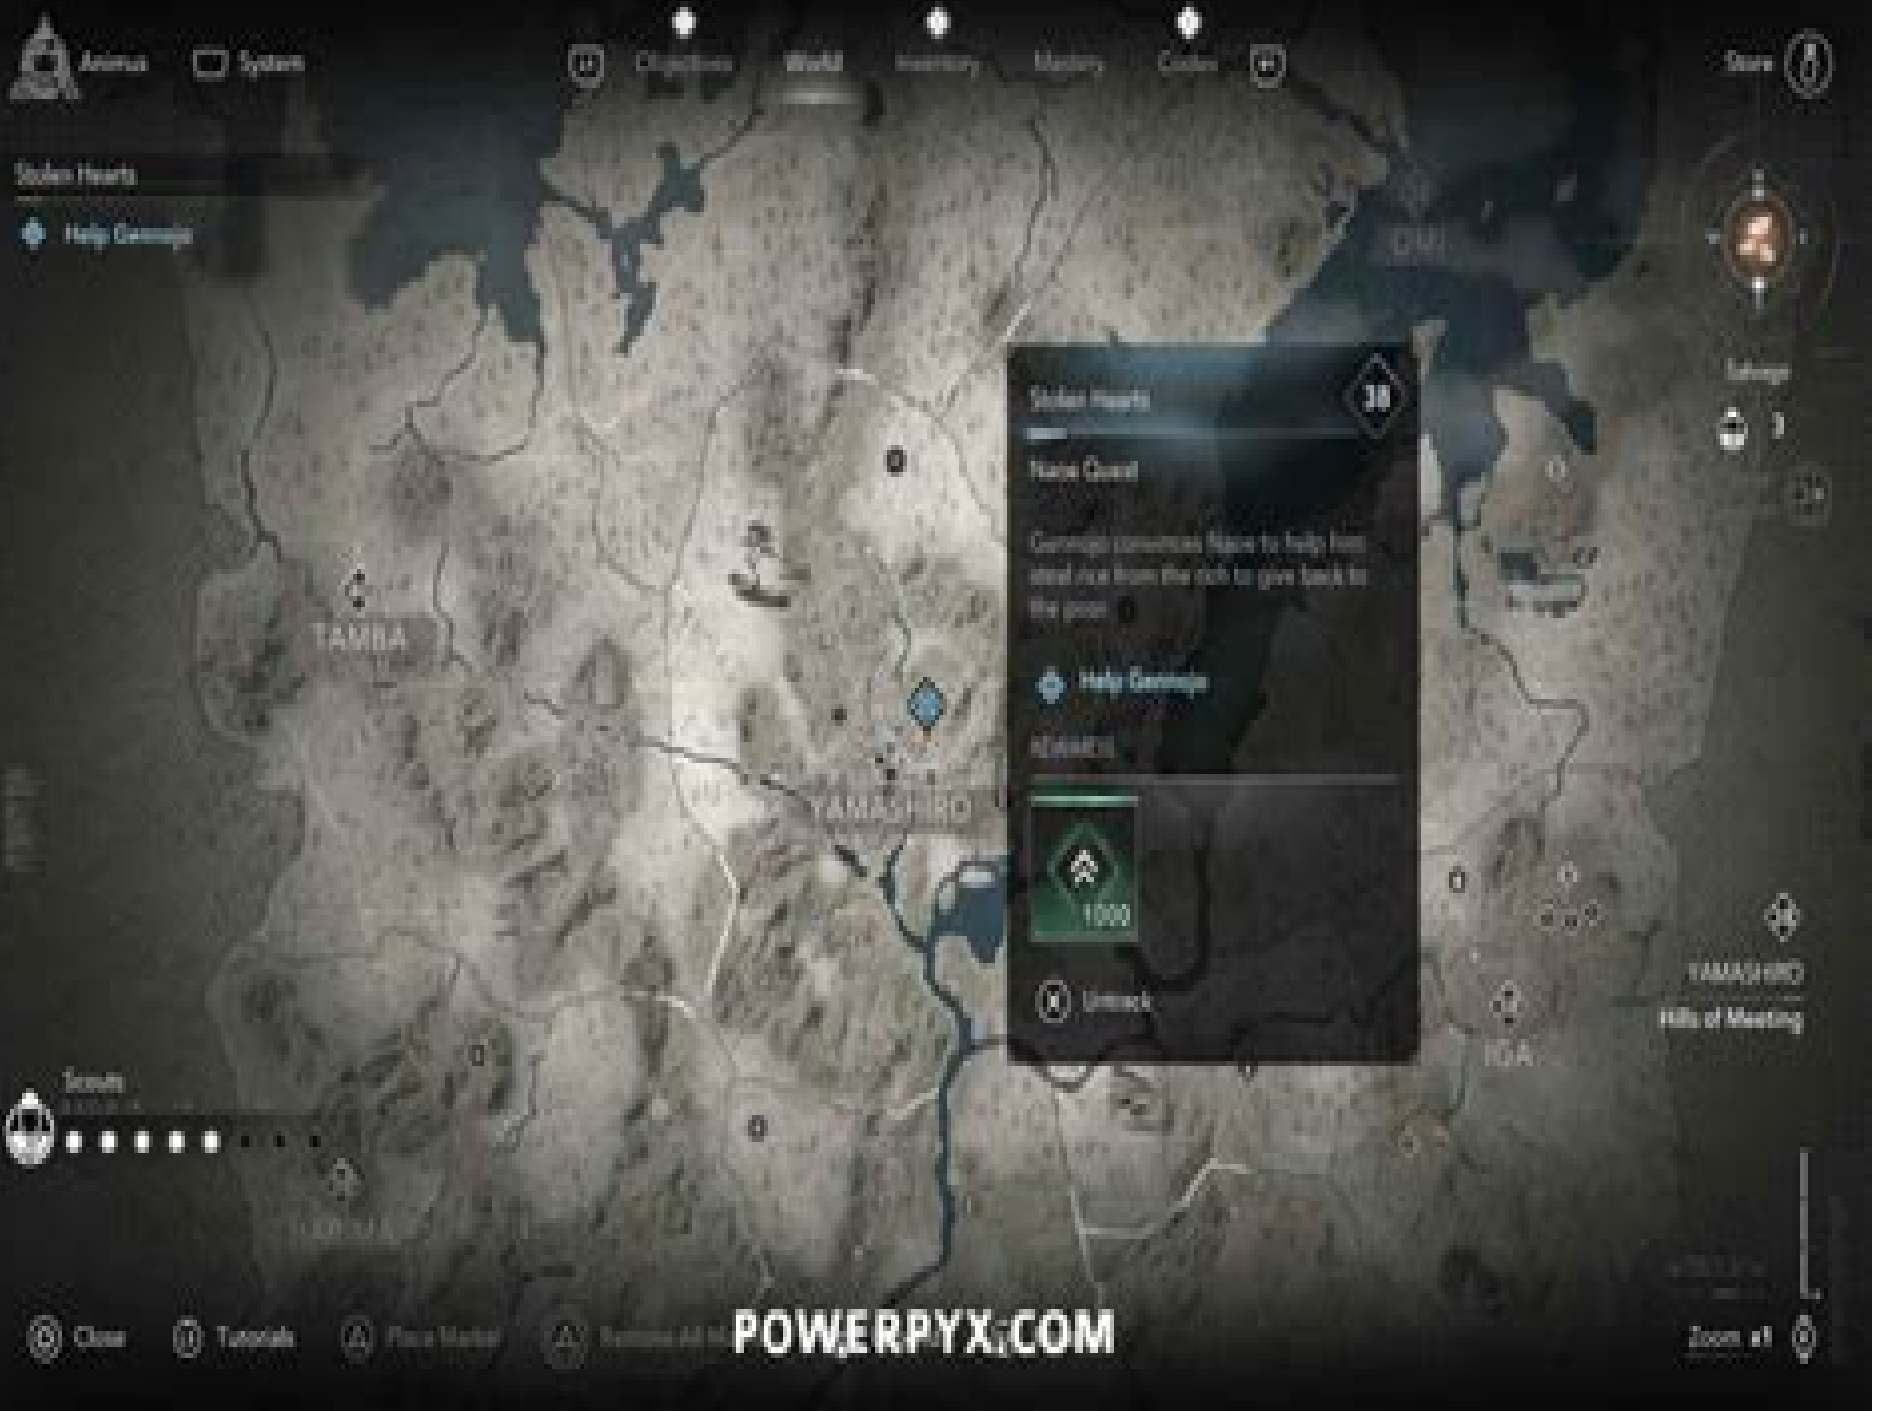 Animus
System
Objectives
World
Inventory
Mastery
Guides
Store
Stolen Hearts
Help Gennojo
OMI
Salvage
3
Stolen Hearts
38
Naoe Quest
Gennojo convinces Naoe to help him
steal rice from the rich to give back to
the poor.
Help Gennojo
REWARDS
1000
Untrack
TAMBA
YAMASHIRO
IGA
YAMASHIRO
Hills of Meeting
Scouts
Close
Tutorials
Place Marker
POWERPYX.COM
Zoom x1